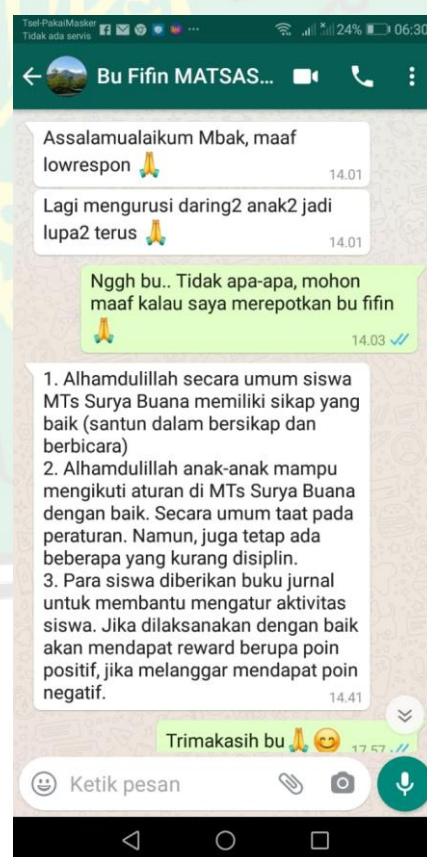 Tsel-PakaiMasker
Tidak ada servis
24% 06:30
Bu Fifin MATSAS...
Assalamualaikum Mbak, maaf
lowrespon 🙏
14.01
Lagi mengurusi daring2 anak2 jadi
lupa2 terus 🙏
14.01
Nggh bu.. Tidak apa-apa, mohon
maaf kalau saya merepotkan bu fifin
🙏
14.03
1. Alhamdulillah secara umum siswa
MTs Surya Buana memiliki sikap yang
baik (santun dalam bersikap dan
berbicara)
2. Alhamdulillah anak-anak mampu
mengikuti aturan di MTs Surya Buana
dengan baik. Secara umum taat pada
peraturan. Namun, juga tetap ada
beberapa yang kurang disiplin.
3. Para siswa diberikan buku jurnal
untuk membantu mengatur aktivitas
siswa. Jika dilaksanakan dengan baik
akan mendapat reward berupa poin
positif, jika melanggar mendapat poin
negatif.
14.41
Trimakasih bu 🙏 😊 17.57
Ketik pesan